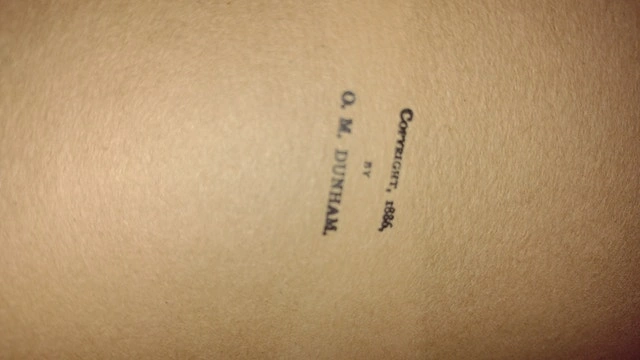 Copyright, 1886,
BY
O. M. DUNHAM.